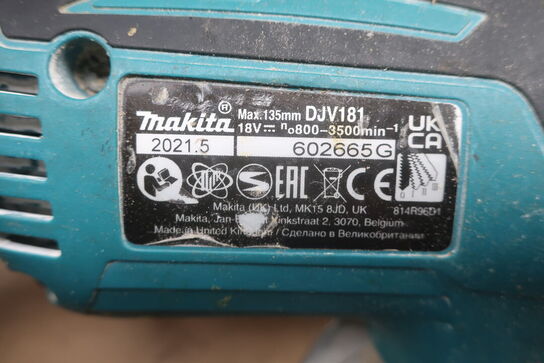 makita® Max.135mm DJV181
18V⎓ n₀800–3500min⁻¹
2021.5 602665G
UK CA
EAC CE
Makita (UK) Ltd, MK15 8JD, UK 814R96D1
Makita, Jan- Vinkstraat 2, 3070, Belgium
Made in United Kingdom / Сделано в Великобритании